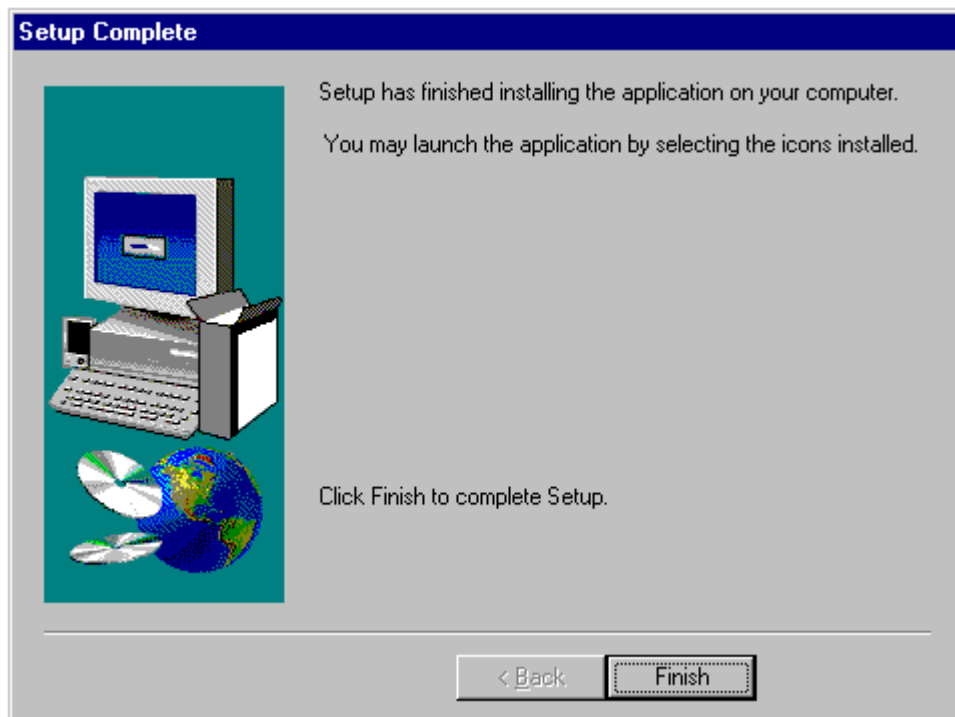 Setup Complete
Setup has finished installing the application on your computer.
You may launch the application by selecting the icons installed.
Click Finish to complete Setup.
< Back
Finish